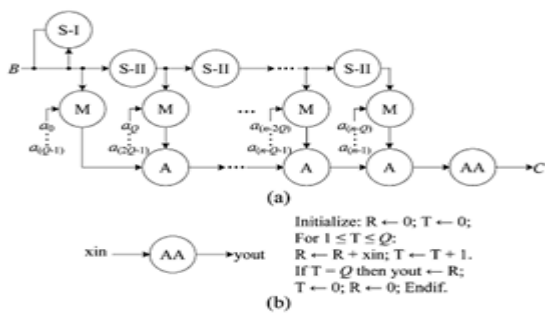 S-I
B S-II S-II S-II
M M M M
a0 aQ a(n-2Q) a(n-Q)
a(Q-1) a(2Q-1) a(n-Q-1) a(n-1)
A A A AA C
(a)
xin AA yout
Initialize: R ← 0; T ← 0;
For 1 ≤ T ≤ Q:
R ← R + xin; T ← T + 1.
If T = Q then yout ← R;
T ← 0; R ← 0; Endif.
(b)